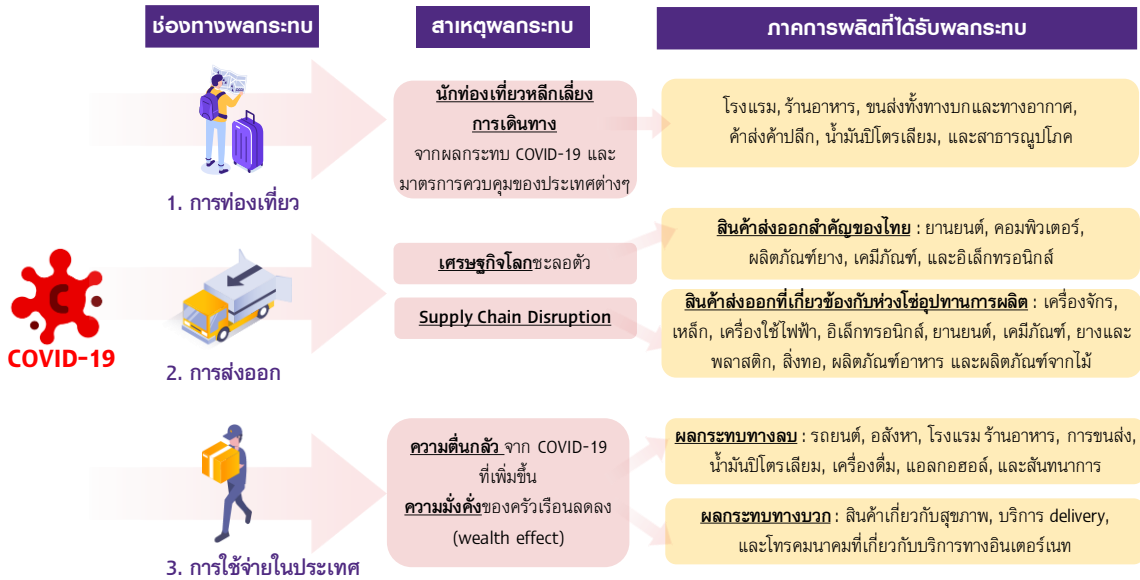 ช่องทางผลกระทบ
สาเหตุผลกระทบ
ภาคการผลิตที่ได้รับผลกระทบ
COVID-19
1. การท่องเที่ยว
นักท่องเที่ยวหลีกเลี่ยง
การเดินทาง
จากผลกระทบ COVID-19 และ
มาตรการควบคุมของประเทศต่างๆ
โรงแรม, ร้านอาหาร, ขนส่งทั้งทางบกและทางอากาศ,
ค้าส่งค้าปลีก, น้ำมันปิโตรเลียม, และสาธารณูปโภค
2. การส่งออก
เศรษฐกิจโลกชะลอตัว
สินค้าส่งออกสำคัญของไทย : ยานยนต์, คอมพิวเตอร์,
ผลิตภัณฑ์ยาง, เคมีภัณฑ์, และอิเล็กทรอนิกส์
Supply Chain Disruption
สินค้าส่งออกที่เกี่ยวข้องกับห่วงโซ่อุปทานการผลิต : เครื่องจักร,
เหล็ก, เครื่องใช้ไฟฟ้า, อิเล็กทรอนิกส์, ยานยนต์, เคมีภัณฑ์, ยางและ
พลาสติก, สิ่งทอ, ผลิตภัณฑ์อาหาร และผลิตภัณฑ์จากไม้
3. การใช้จ่ายในประเทศ
ความตื่นกลัว จาก COVID-19
ที่เพิ่มขึ้น
ความมั่งคั่งของครัวเรือนลดลง
(wealth effect)
ผลกระทบทางลบ : รถยนต์, อสังหา, โรงแรม ร้านอาหาร, การขนส่ง,
น้ำมันปิโตรเลียม, เครื่องดื่ม, แอลกอฮอล์, และสันทนาการ
ผลกระทบทางบวก : สินค้าเกี่ยวกับสุขภาพ, บริการ delivery,
และโทรคมนาคมที่เกี่ยวกับบริการทางอินเตอร์เนท